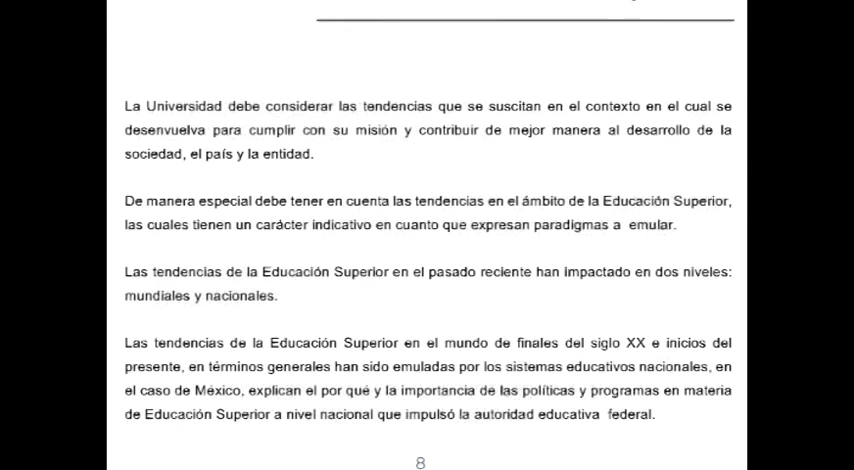 La Universidad debe considerar las tendencias que se suscitan en el contexto en el cual se
desenvuelva para cumplir con su misión y contribuir de mejor manera al desarrollo de la
sociedad, el país y la entidad.
De manera especial debe tener en cuenta las tendencias en el ámbito de la Educación Superior,
las cuales tienen un carácter indicativo en cuanto que expresan paradigmas a emular.
Las tendencias de la Educación Superior en el pasado reciente han impactado en dos niveles:
mundiales y nacionales.
Las tendencias de la Educación Superior en el mundo de finales del siglo XX e inicios del
presente, en términos generales han sido emuladas por los sistemas educativos nacionales, en
el caso de México, explican el por qué y la importancia de las políticas y programas en materia
de Educación Superior a nivel nacional que impulsó la autoridad educativa federal.
8